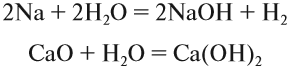 2Na + 2H₂O = 2NaOH + H₂
CaO + H₂O = Ca(OH)₂